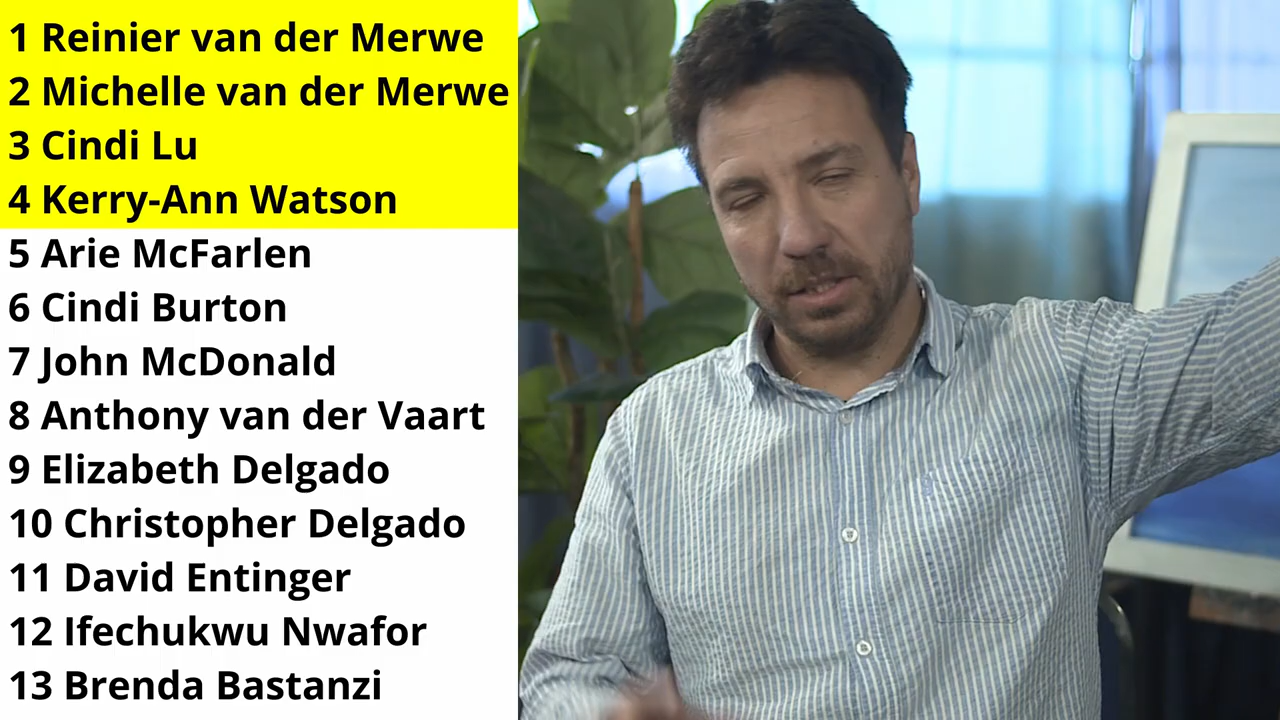 1 Reinier van der Merwe
2 Michelle van der Merwe
3 Cindi Lu
4 Kerry-Ann Watson
5 Arie McFarlen
6 Cindi Burton
7 John McDonald
8 Anthony van der Vaart
9 Elizabeth Delgado
10 Christopher Delgado
11 David Entinger
12 Ifechukwu Nwafor
13 Brenda Bastanzi